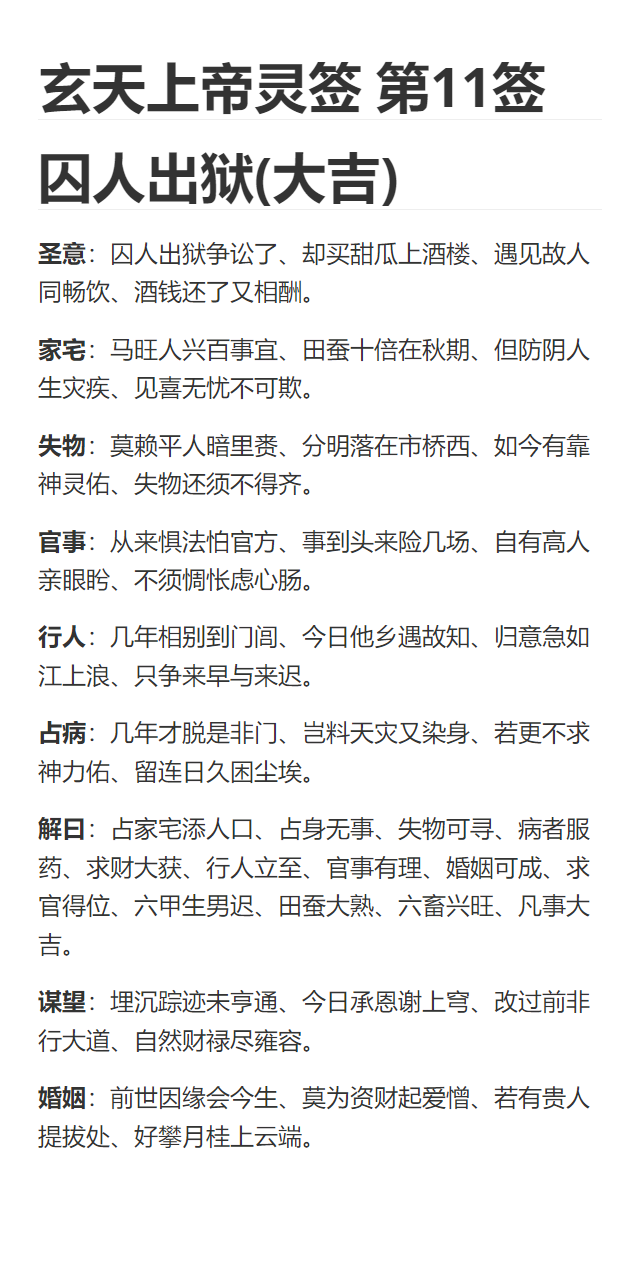 玄天上帝灵签 第11签
囚人出狱(大吉)
圣意：囚人出狱争讼了、却买甜瓜上酒楼、遇见故人
同畅饮、酒钱还了又相酬。
家宅：马旺人兴百事宜、田蚕十倍在秋期、但防阴人
生灾疾、见喜无忧不可欺。
失物：莫赖平人暗里赉、分明落在市桥西、如今有靠
神灵佑、失物还须不得齐。
官事：从来惧法怕官方、事到头来险几场、自有高人
亲眼盻、不须惆怅虑心肠。
行人：几年相别到门闾、今日他乡遇故知、归意急如
江上浪、只争来早与来迟。
占病：几年才脱是非门、岂料天灾又染身、若更不求
神力佑、留连日久困尘埃。
解曰：占家宅添人口、占身无事、失物可寻、病者服
药、求财大获、行人立至、官事有理、婚姻可成、求
官得位、六甲生男迟、田蚕大熟、六畜兴旺、凡事大
吉。
谋望：埋沉踪迹未亨通、今日承恩谢上穹、改过前非
行大道、自然财禄尽雍容。
婚姻：前世因缘会今生、莫为资财起爱憎、若有贵人
提拔处、好攀月桂上云端。